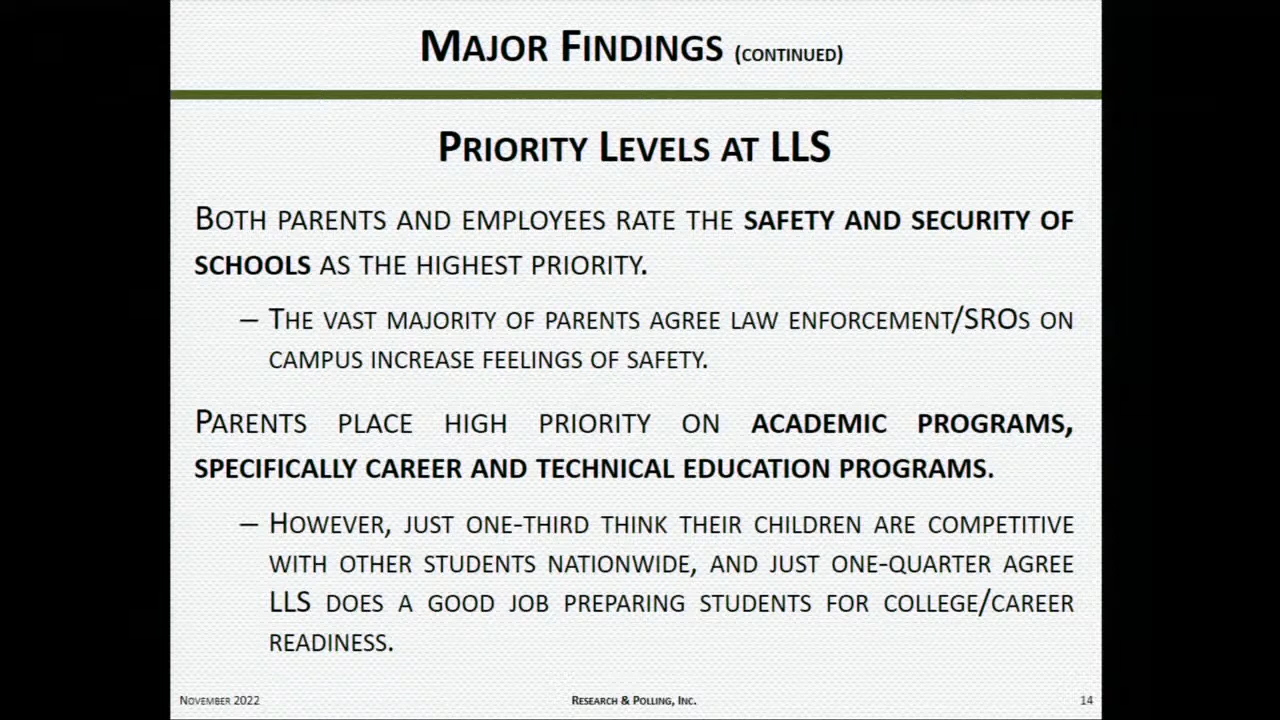 MAJOR FINDINGS (CONTINUED)
PRIORITY LEVELS AT LLS
BOTH PARENTS AND EMPLOYEES RATE THE SAFETY AND SECURITY OF
SCHOOLS AS THE HIGHEST PRIORITY.
– THE VAST MAJORITY OF PARENTS AGREE LAW ENFORCEMENT/SROS ON
CAMPUS INCREASE FEELINGS OF SAFETY.
PARENTS PLACE HIGH PRIORITY ON ACADEMIC PROGRAMS,
SPECIFICALLY CAREER AND TECHNICAL EDUCATION PROGRAMS.
– HOWEVER, JUST ONE-THIRD THINK THEIR CHILDREN ARE COMPETITIVE
WITH OTHER STUDENTS NATIONWIDE, AND JUST ONE-QUARTER AGREE
LLS DOES A GOOD JOB PREPARING STUDENTS FOR COLLEGE/CAREER
READINESS.
NOVEMBER 2022 RESEARCH & POLLING, INC. 14